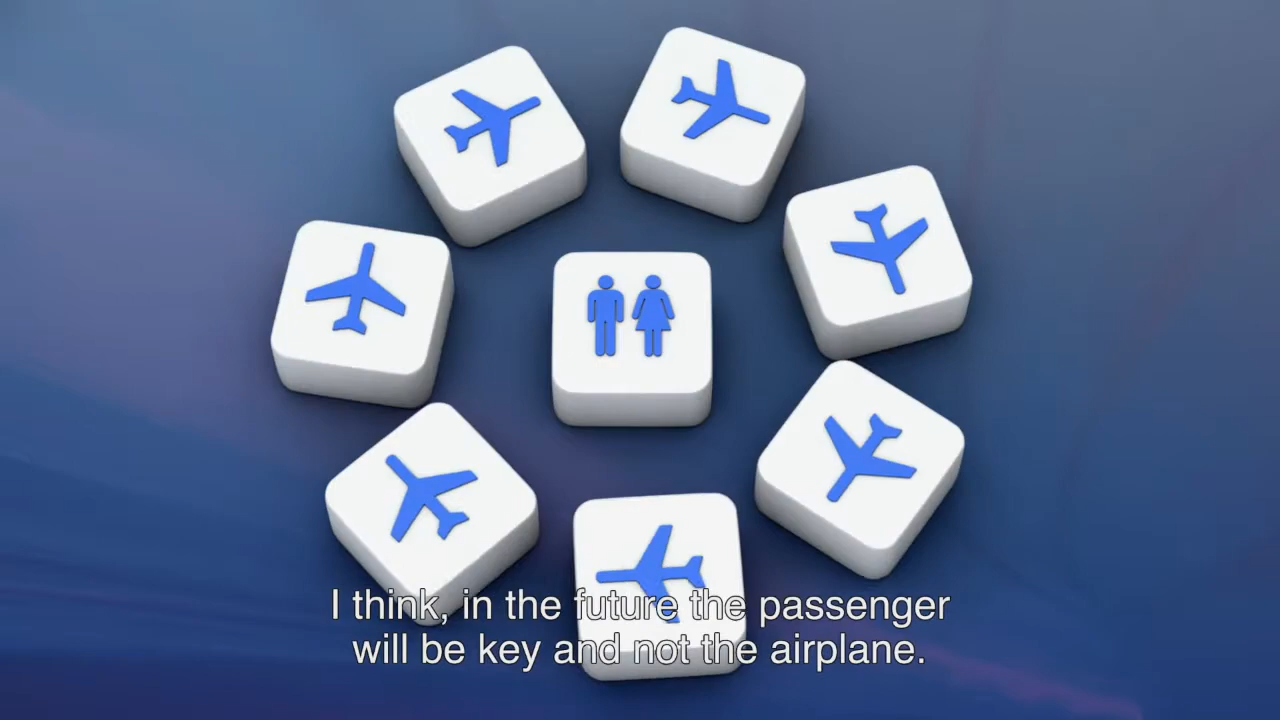 I think, in the future the passenger
will be key and not the airplane.